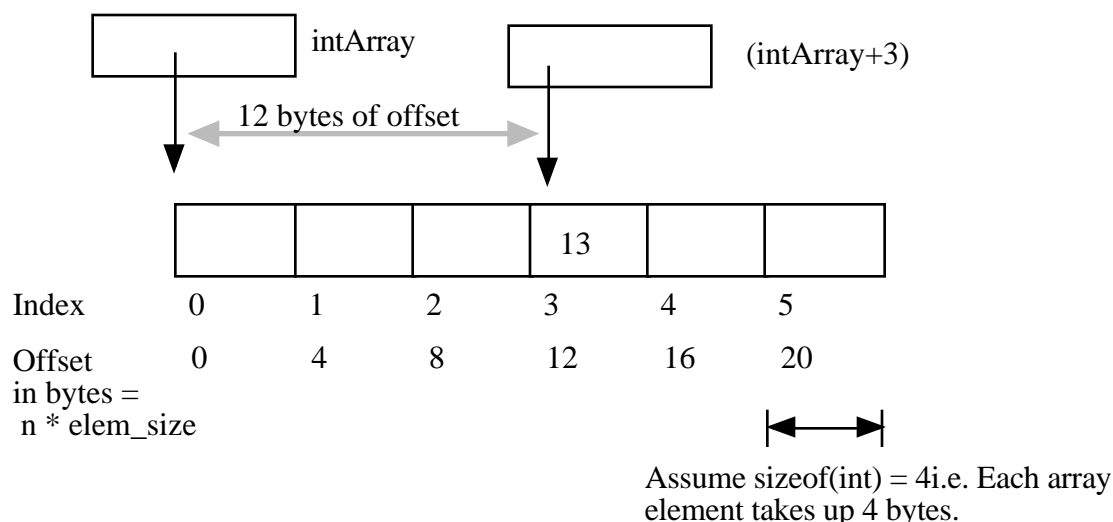 intArray
(intArray+3)
12 bytes of offset
13
Index 0 1 2 3 4 5
Offset 0 4 8 12 16 20
in bytes =
n * elem_size
Assume sizeof(int) = 4i.e. Each array
element takes up 4 bytes.